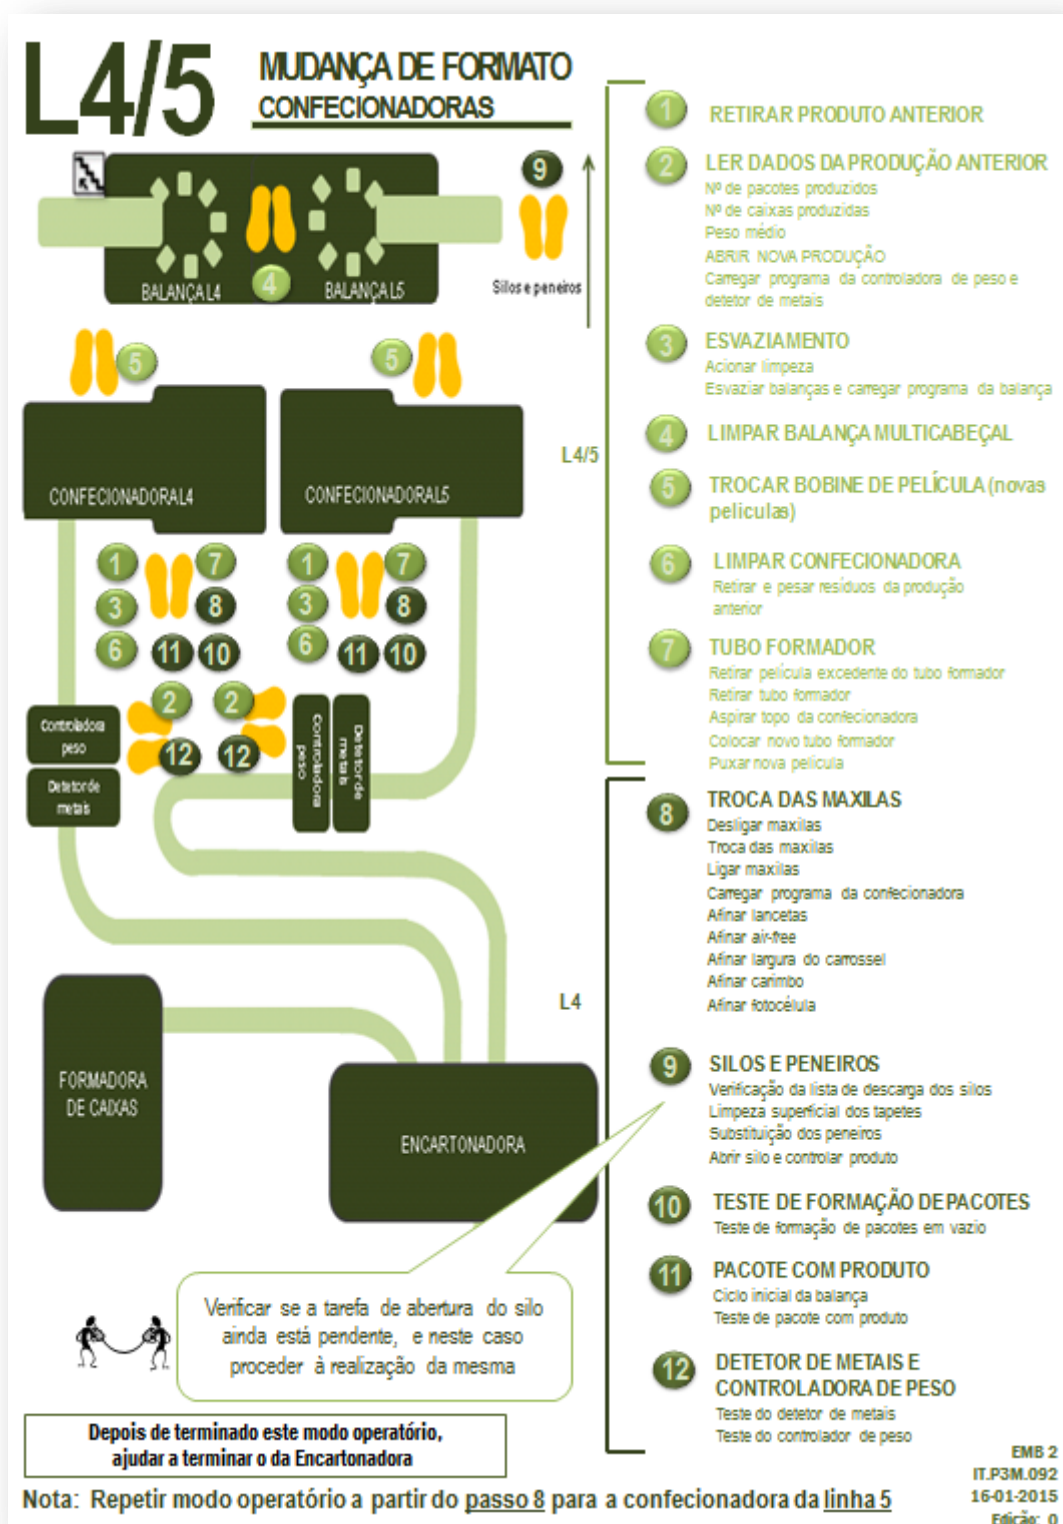 L4/5
MUDANÇA DE FORMATO
CONFECIONADORAS
BALANÇA L4
4
BALANÇA L5
9
Silos e peneiros
5
5
CONFECIONADORA L4
CONFECIONADORA L5
1
7
3
8
6
11
10
1
7
3
8
6
11
10
2
2
12
12
Controladora
peso
Detetor de
metais
Controladora
peso
Detetor de
metais
FORMADORA
DE CAIXAS
ENCARTONADORA
L4/5
1 RETIRAR PRODUTO ANTERIOR
2 LER DADOS DA PRODUÇÃO ANTERIOR
Nº de pacotes produzidos
Nº de caixas produzidas
Peso médio
ABRIR NOVA PRODUÇÃO
Carregar programa da controladora de peso e
detetor de metais
3 ESVAZIAMENTO
Acionar limpeza
Esvaziar balanças e carregar programa da balança
4 LIMPAR BALANÇA MULTICABEÇAL
5 TROCAR BOBINE DE PELÍCULA (novas
peliculas)
6 LIMPAR CONFECIONADORA
Retirar e pesar resíduos da produção
anterior
7 TUBO FORMADOR
Retirar película excedente do tubo formador
Retirar tubo formador
Aspirar topo da confecionadora
Colocar novo tubo formador
Puxar nova película
L4
8 TROCA DAS MAXILAS
Desligar maxilas
Troca das maxilas
Ligar maxilas
Carregar programa da confecionadora
Afinar lancetas
Afinar air-free
Afinar largura do carrossel
Afinar carimbo
Afinar fotocélula
9 SILOS E PENEIROS
Verificação da lista de descarga dos silos
Limpeza superficial dos tapetes
Substituição dos peneiros
Abrir silo e controlar produto
10 TESTE DE FORMAÇÃO DE PACOTES
Teste de formação de pacotes em vazio
11 PACOTE COM PRODUTO
Ciclo inicial da balança
Teste de pacote com produto
12 DETETOR DE METAIS E
CONTROLADORA DE PESO
Teste do detetor de metais
Teste do controlador de peso
Verificar se a tarefa de abertura do silo
ainda está pendente, e neste caso
proceder à realização da mesma
Depois de terminado este modo operatório,
ajudar a terminar o da Encartonadora
Nota: Repetir modo operatório a partir do passo 8 para a confecionadora da linha 5
EMB 2
IT.P3M.092
16-01-2015
Edição: 0